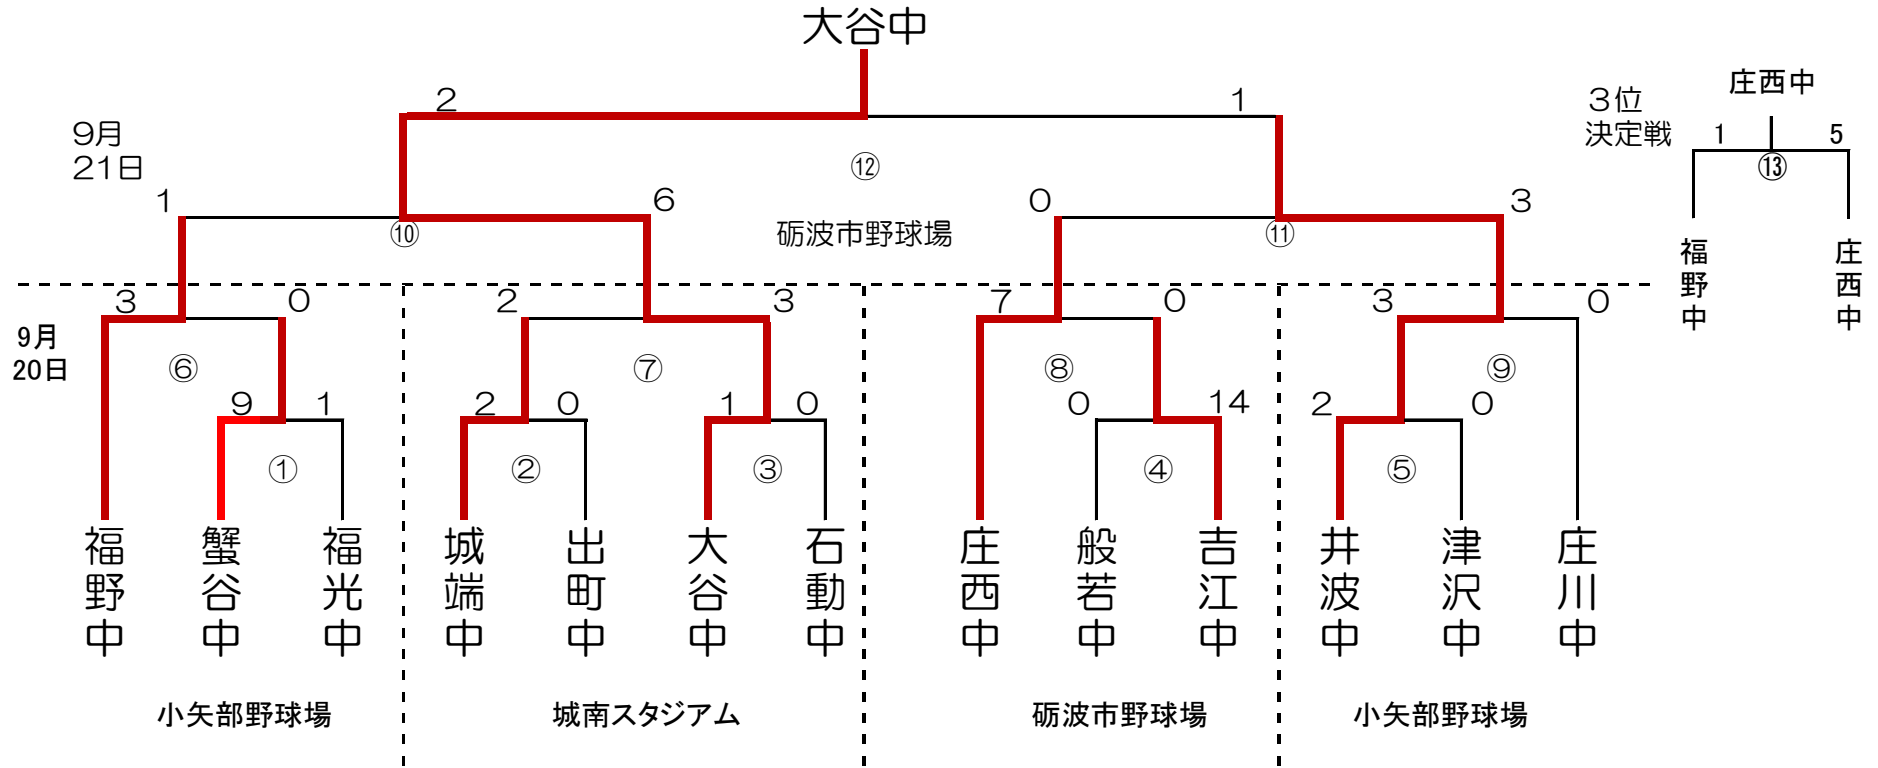 大谷中
2 1
9月
21日
⑫
1 6 0 3
⑩ 砺波市野球場 ⑪
3位
決定戦
庄西中
1 5
⑬
福野中
庄西中
9月
20日
3 0 2 3 7 0 3 0
⑥ ⑦ ⑧ ⑨
9 1 2 0 1 0 0 14 2 0
① ② ③ ④ ⑤
福野中
蟹谷中
福光中
城端中
出町中
大谷中
石動中
庄西中
般若中
吉江中
井波中
津沢中
庄川中
小矢部野球場 城南スタジアム 砺波市野球場 小矢部野球場